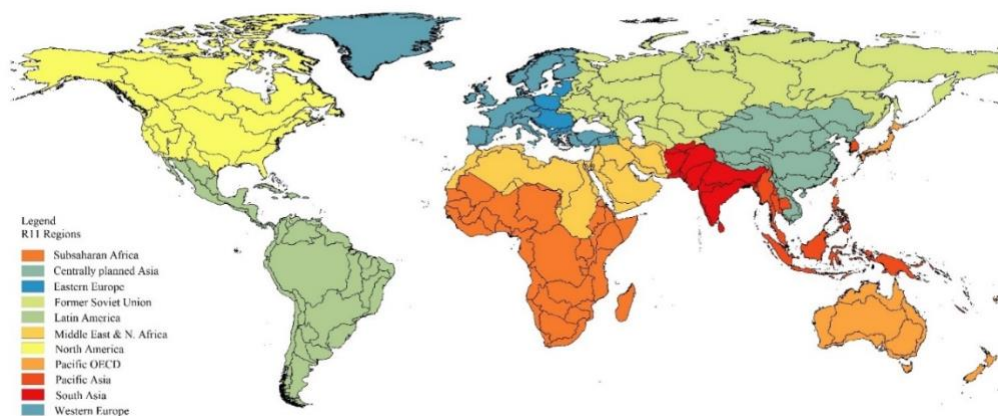 Legend
R11 Regions
Subsaharan Africa
Centrally planned Asia
Eastern Europe
Former Soviet Union
Latin America
Middle East & N. Africa
North America
Pacific OECD
Pacific Asia
South Asia
Western Europe